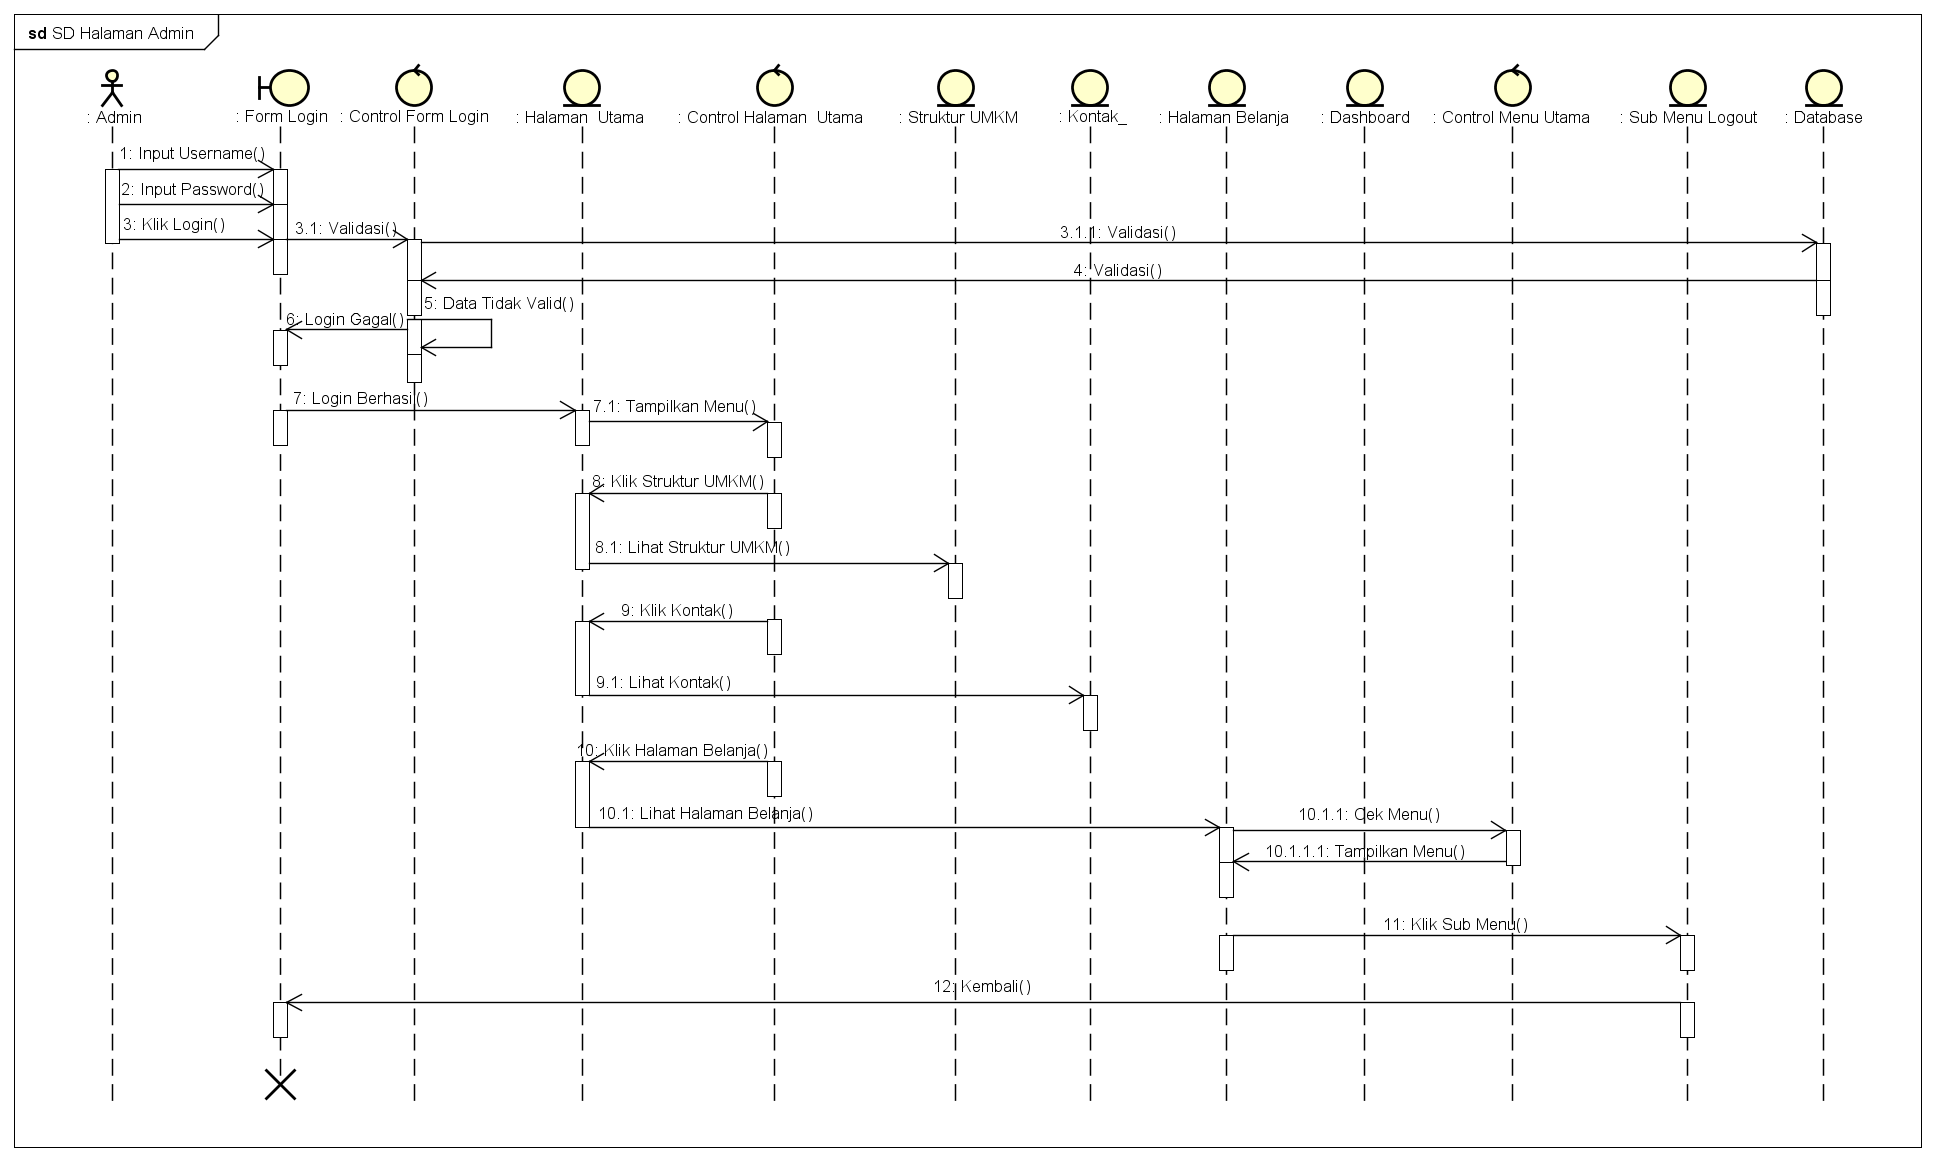 sd SD Halaman Admin
: Admin
: Form Login
: Control Form Login
: Halaman  Utama
: Control Halaman  Utama
: Struktur UMKM
: Kontak_
: Halaman Belanja
: Dashboard
: Control Menu Utama
: Sub Menu Logout
: Database
1: Input Username()
2: Input Password()
3: Klik Login()
3.1: Validasi()
3.1.1: Validasi()
4: Validasi()
5: Data Tidak Valid()
6: Login Gagal()
7: Login Berhasil()
7.1: Tampilkan Menu()
8: Klik Struktur UMKM()
8.1: Lihat Struktur UMKM()
9: Klik Kontak()
9.1: Lihat Kontak()
10: Klik Halaman Belanja()
10.1: Lihat Halaman Belanja()
10.1.1: Cek Menu()
10.1.1.1: Tampilkan Menu()
11: Klik Sub Menu()
12: Kembali()